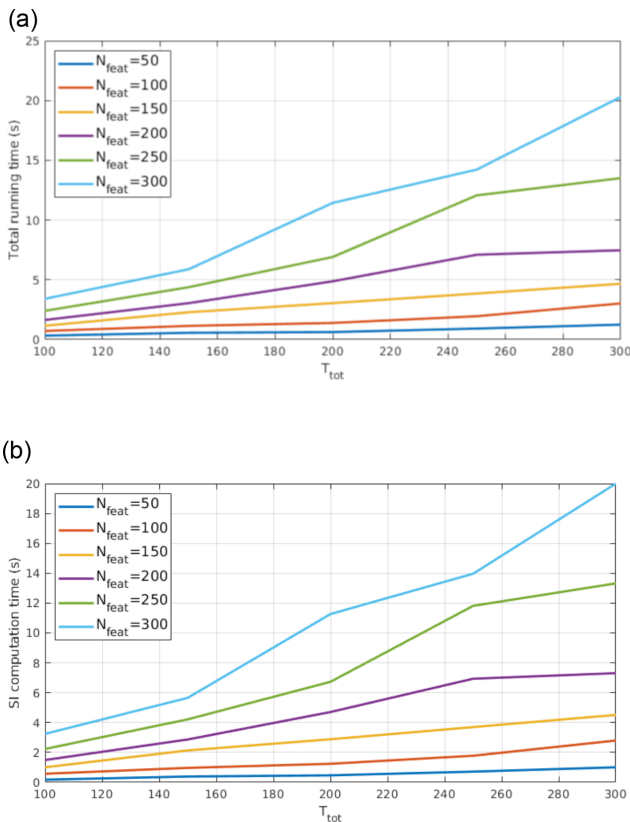 (a)
25
20
15
10
5
0
Total running time (s)
N_feat=50
N_feat=100
N_feat=150
N_feat=200
N_feat=250
N_feat=300
100 120 140 160 180 200 220 240 260 280 300
T_tot
(b)
20
18
16
14
12
10
8
6
4
2
0
SI computation time (s)
N_feat=50
N_feat=100
N_feat=150
N_feat=200
N_feat=250
N_feat=300
100 120 140 160 180 200 220 240 260 280 300
T_tot